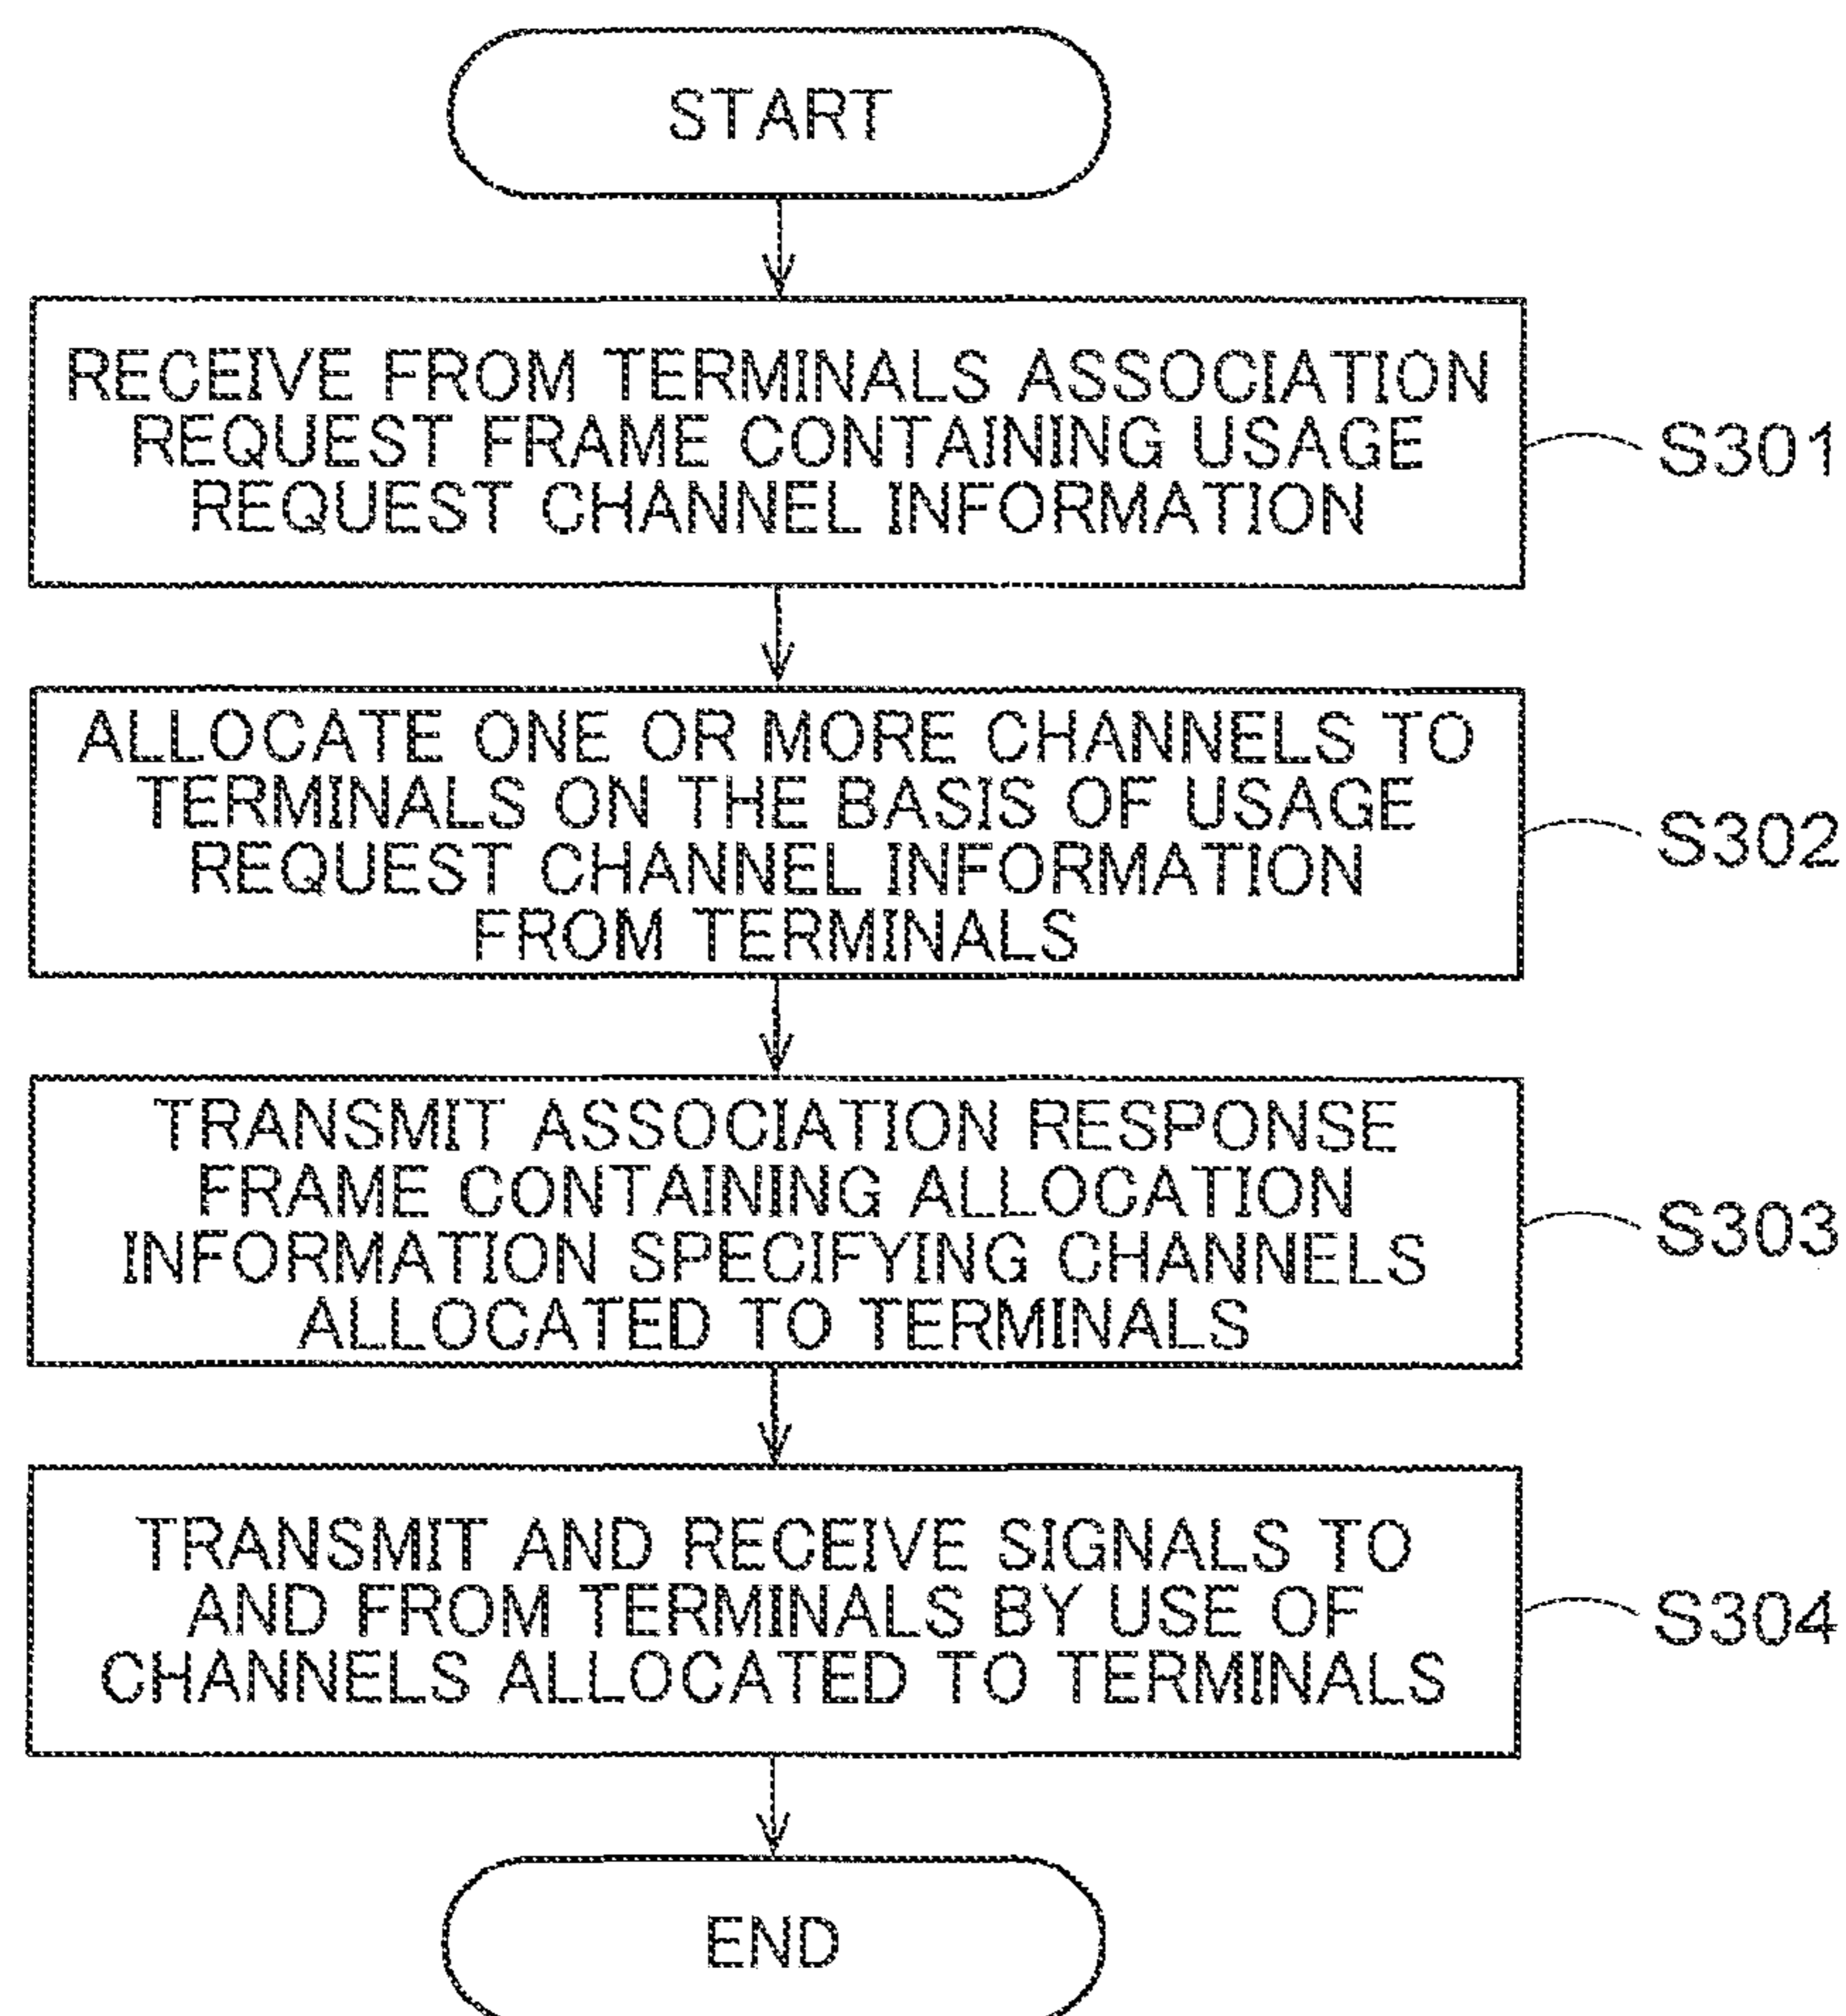 START
RECEIVE FROM TERMINALS ASSOCIATION
REQUEST FRAME CONTAINING USAGE
REQUEST CHANNEL INFORMATION
S301
ALLOCATE ONE OR MORE CHANNELS TO
TERMINALS ON THE BASIS OF USAGE
REQUEST CHANNEL INFORMATION
FROM TERMINALS
S302
TRANSMIT ASSOCIATION RESPONSE
FRAME CONTAINING ALLOCATION
INFORMATION SPECIFYING CHANNELS
ALLOCATED TO TERMINALS
S303
TRANSMIT AND RECEIVE SIGNALS TO
AND FROM TERMINALS BY USE OF
CHANNELS ALLOCATED TO TERMINALS
S304
END